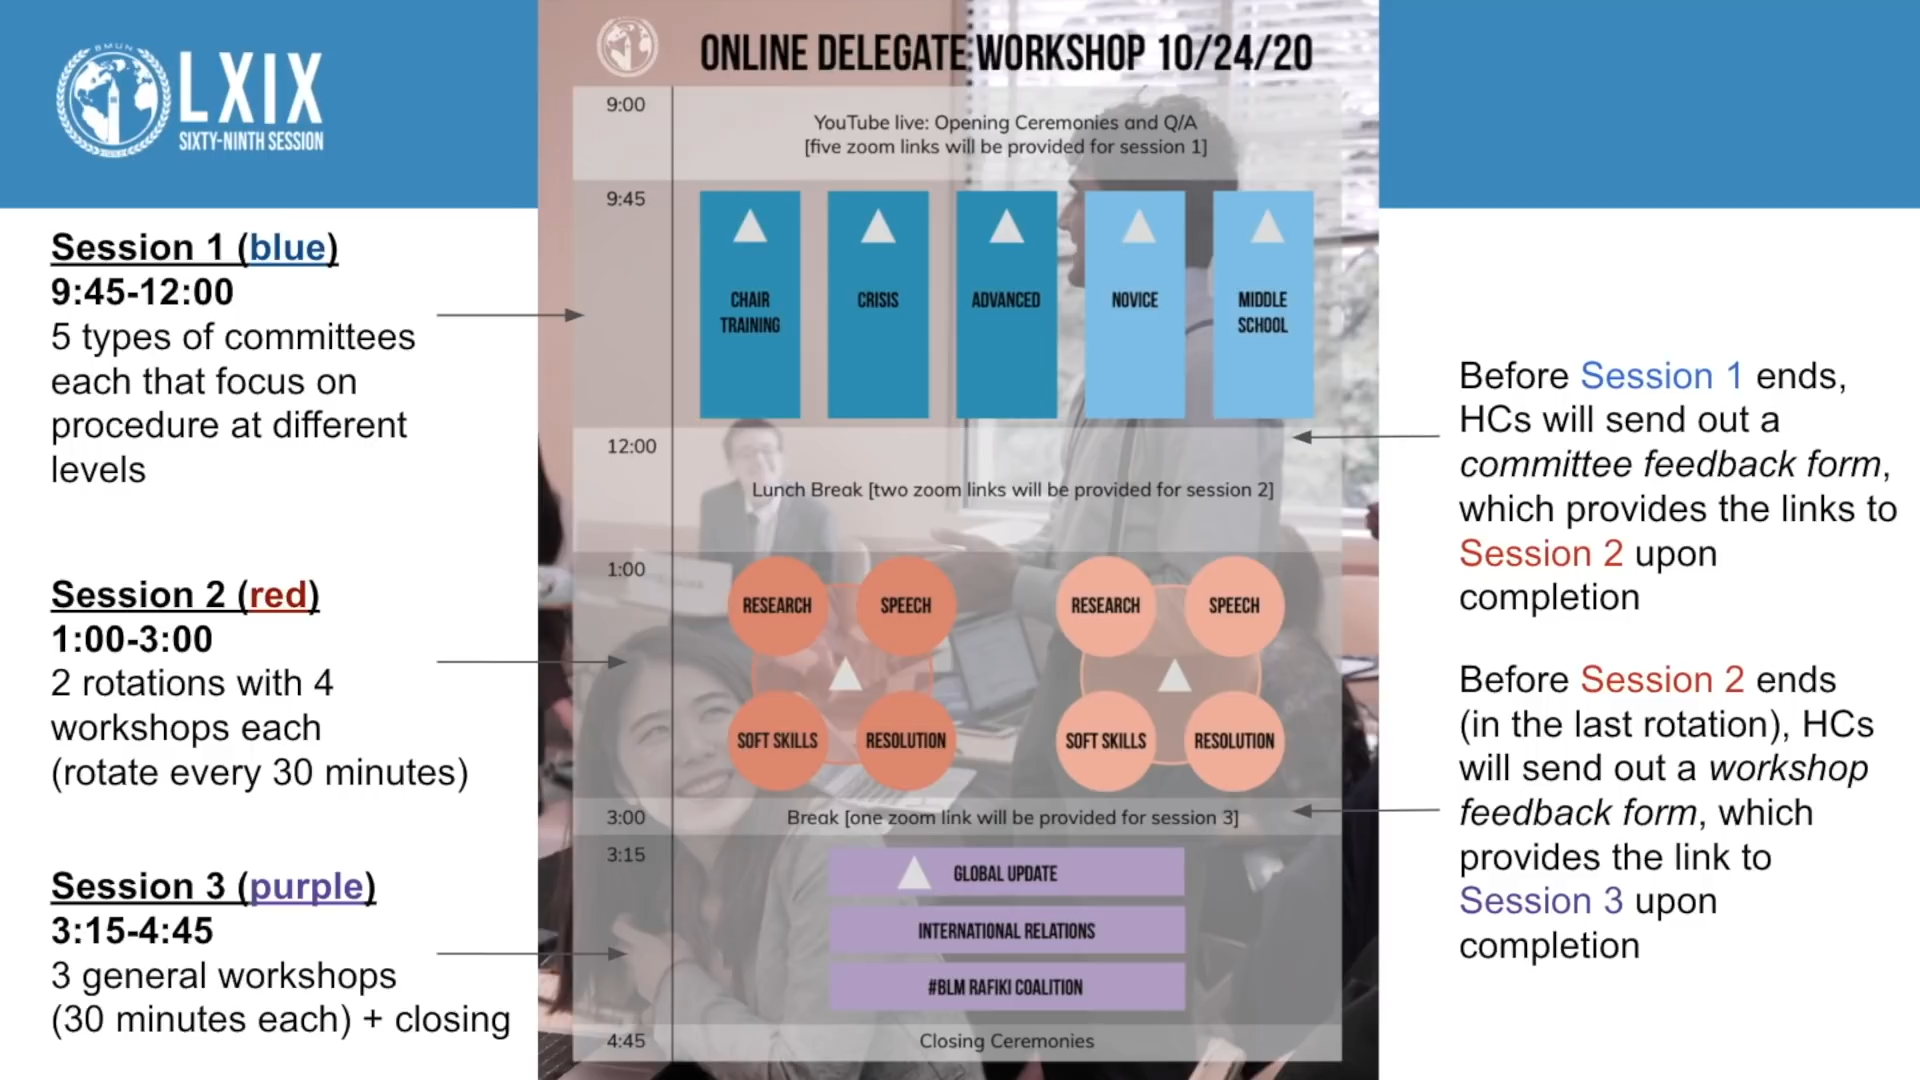 BMUN
LXIX
SIXTY-NINTH SESSION
Session 1 (blue)
9:45-12:00
5 types of committees
each that focus on
procedure at different
levels
Session 2 (red)
1:00-3:00
2 rotations with 4
workshops each
(rotate every 30 minutes)
Session 3 (purple)
3:15-4:45
3 general workshops
(30 minutes each) + closing
ONLINE DELEGATE WORKSHOP 10/24/20
9:00
YouTube live: Opening Ceremonies and Q/A
[five zoom links will be provided for session 1]
9:45
CHAIR
TRAINING
CRISIS
ADVANCED
NOVICE
MIDDLE
SCHOOL
12:00
Lunch Break [two zoom links will be provided for session 2]
1:00
RESEARCH
SPEECH
RESEARCH
SPEECH
SOFT SKILLS
RESOLUTION
SOFT SKILLS
RESOLUTION
3:00
Break [one zoom link will be provided for session 3]
3:15
GLOBAL UPDATE
INTERNATIONAL RELATIONS
#BLM RAFIKI COALITION
4:45
Closing Ceremonies
Before Session 1 ends,
HCs will send out a
committee feedback form,
which provides the links to
Session 2 upon
completion
Before Session 2 ends
(in the last rotation), HCs
will send out a workshop
feedback form, which
provides the link to
Session 3 upon
completion